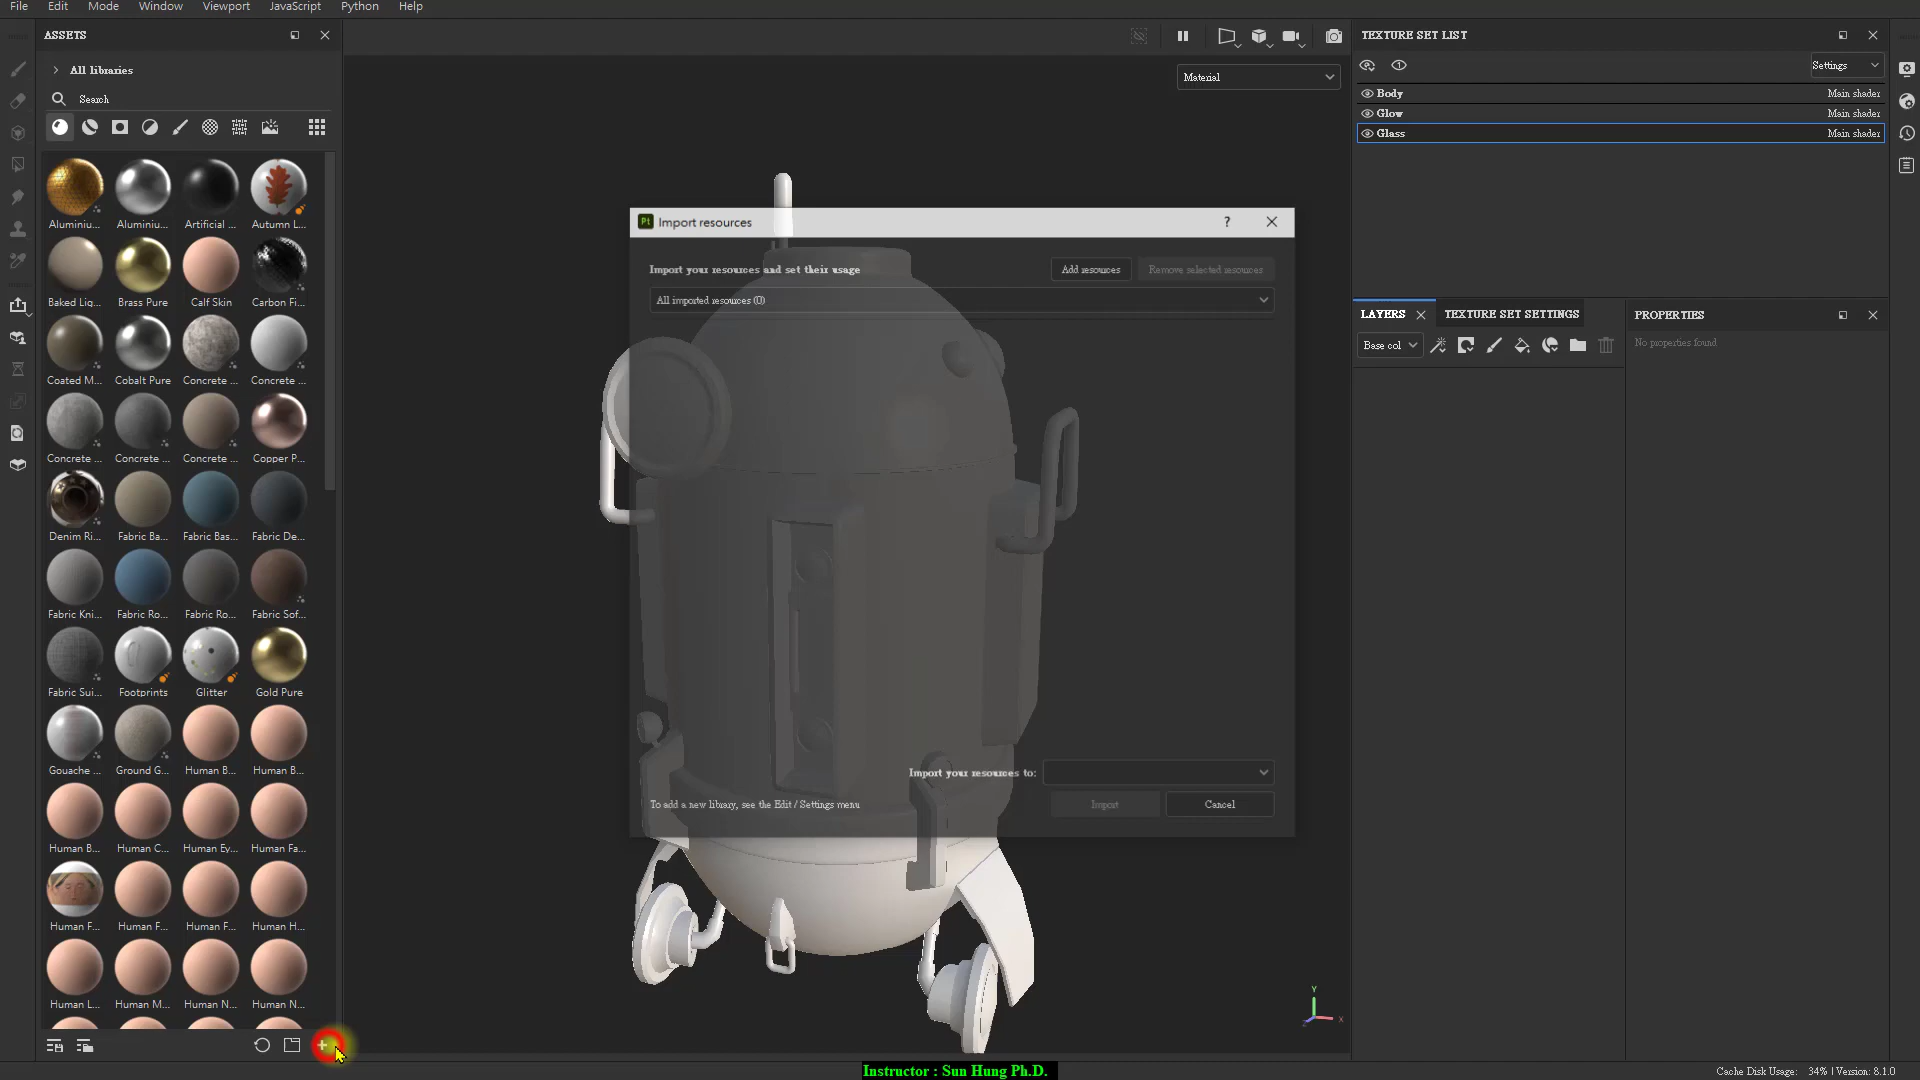 File Edit Mode Window Viewport JavaScript Python Help
ASSETS
All libraries
Search
Aluminiu... Aluminiu... Artificial ... Autumn L...
Baked Lig... Brass Pure Calf Skin Carbon Fi...
Coated M... Cobalt Pure Concrete ... Concrete ...
Concrete ... Concrete ... Concrete ... Copper P...
Denim Ri... Fabric Ba... Fabric Bas... Fabric De...
Fabric Kni... Fabric Ro... Fabric Ro... Fabric Sof...
Fabric Sui... Footprints Glitter Gold Pure
Gouache ... Ground G... Human B... Human B...
Human B... Human C... Human Ey... Human Fa...
Human F... Human F... Human F... Human H...
Human L... Human M... Human N... Human N...
Material
Pt Import resources ?
Import your resources and set their usage
Add resources Remove selected resources
All imported resources (0)
Import your resources to:
To add a new library, see the Edit / Settings menu
Import Cancel
Y
X
Z
TEXTURE SET LIST
1 Settings
Body Main shader
Glow Main shader
Glass Main shader
LAYERS TEXTURE SET SETTINGS
Base col
PROPERTIES
No properties found
Instructor : Sun Hung Ph.D.
Cache Disk Usage: 34% | Version: 8.1.0